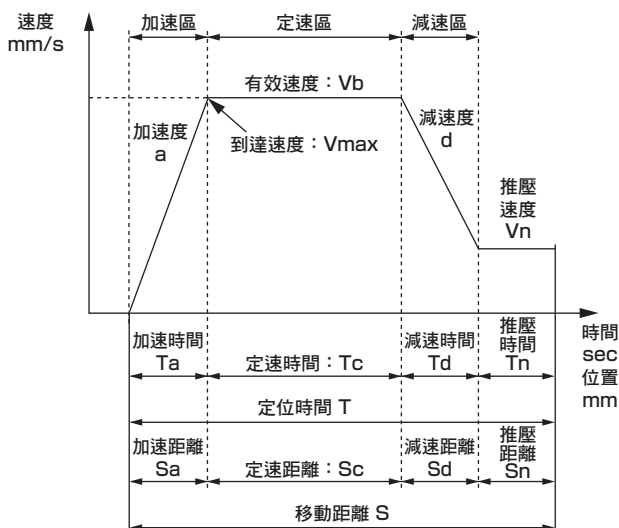 速度
mm/s
加速區
定速區
減速區
有效速度：Vb
到達速度：Vmax
加速度
a
減速度
d
推壓
速度
Vn
加速時間
Ta
定速時間：Tc
減速時間
Td
推壓
時間
Tn
時間
sec
位置
mm
定位時間 T
加速距離
Sa
定速距離：Sc
減速距離
Sd
推壓
距離
Sn
移動距離 S